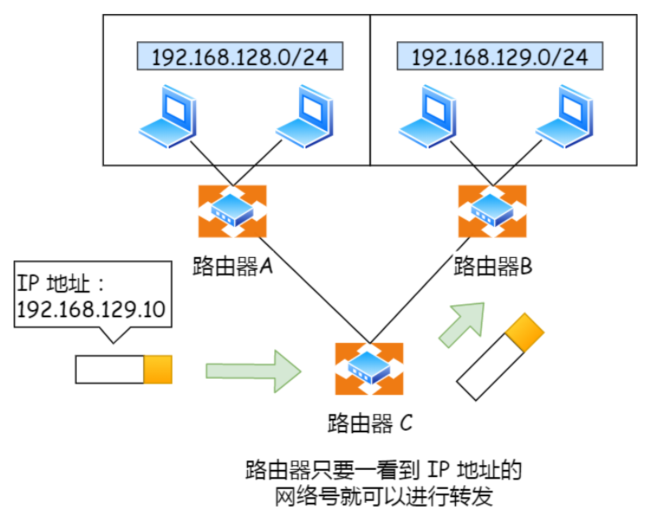 192.168.128.0/24
192.168.129.0/24
路由器A
路由器B
IP 地址：
192.168.129.10
路由器 C
路由器只要一看到 IP 地址的
网络号就可以进行转发